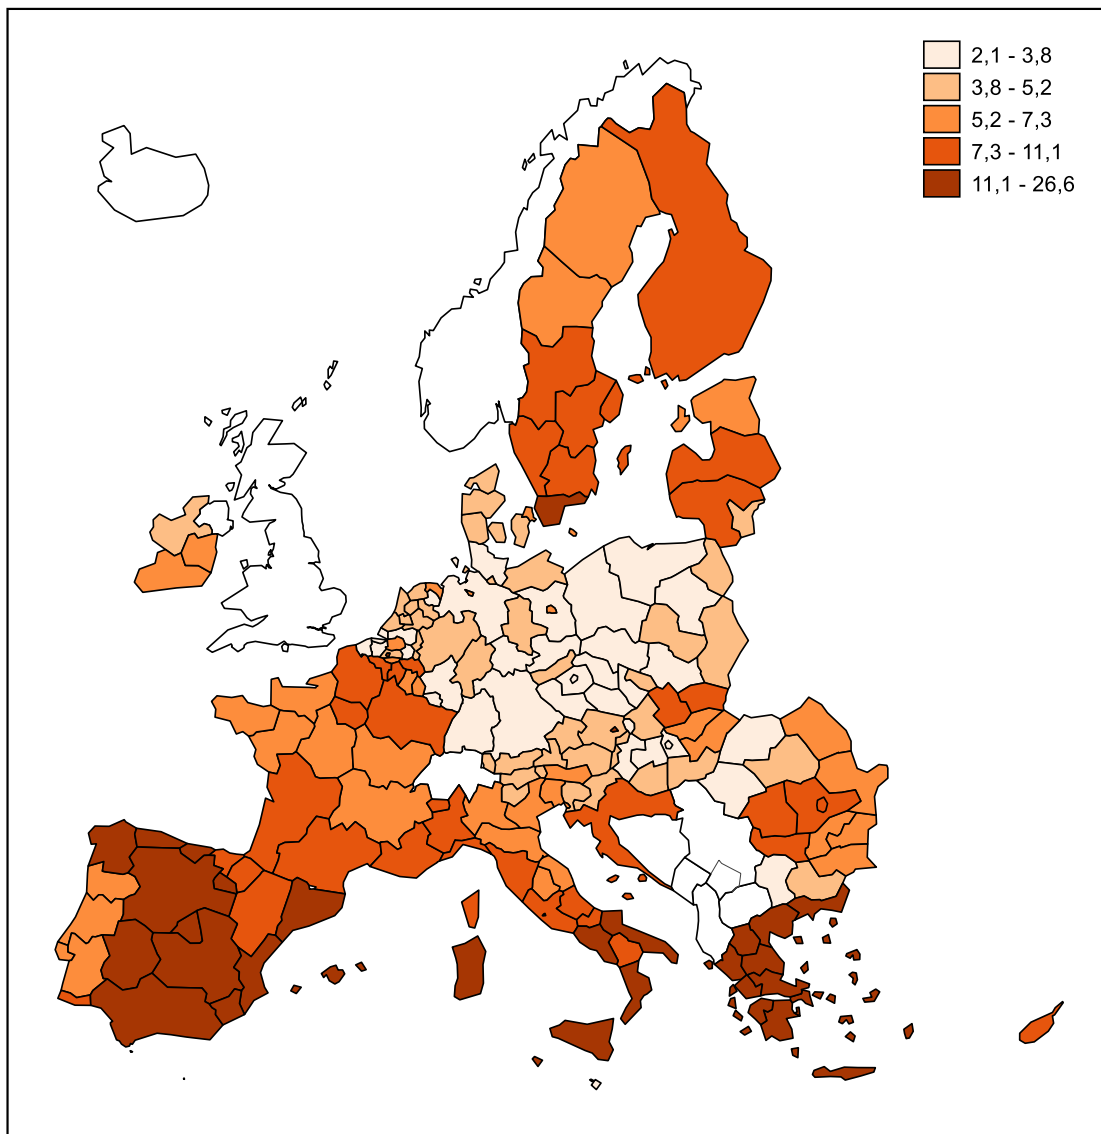 2,1 - 3,8
3,8 - 5,2
5,2 - 7,3
7,3 - 11,1
11,1 - 26,6